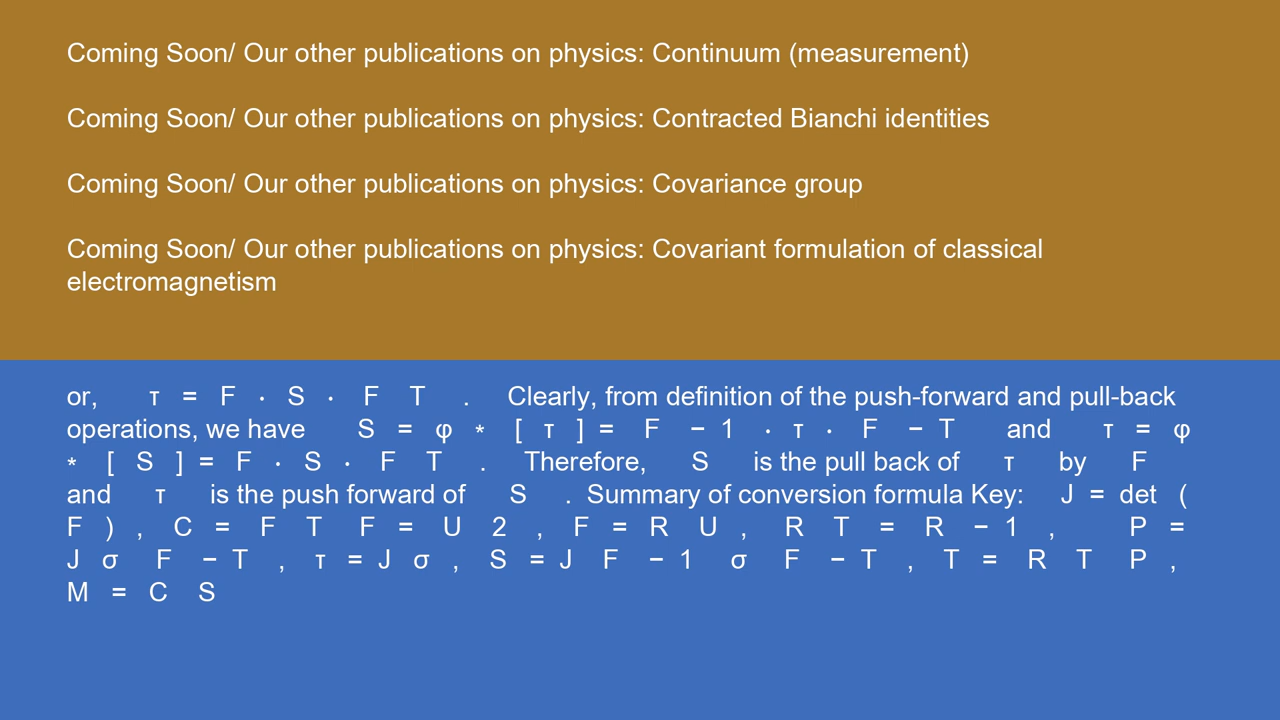 Coming Soon/ Our other publications on physics: Continuum (measurement)
Coming Soon/ Our other publications on physics: Contracted Bianchi identities
Coming Soon/ Our other publications on physics: Covariance group
Coming Soon/ Our other publications on physics: Covariant formulation of classical
electromagnetism
or, τ = F ⋅ S ⋅ F T . Clearly, from definition of the push-forward and pull-back
operations, we have S = φ ∗ [ τ ] = F − 1 ⋅ τ ⋅ F − T and τ = φ
∗ [ S ] = F ⋅ S ⋅ F T . Therefore, S is the pull back of τ by F
and τ is the push forward of S . Summary of conversion formula Key: J = det (
F ) , C = F T F = U 2 , F = R U , R T = R − 1 , P =
J σ F − T , τ = J σ , S = J F − 1 σ F − T , T = R T P ,
M = C S